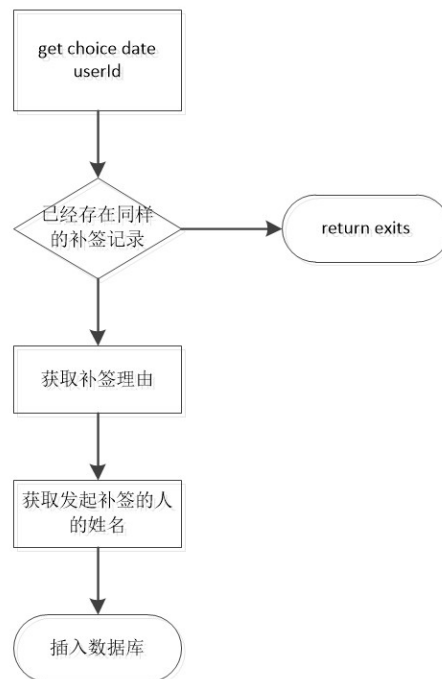 get choice date
userId
已经存在同样
的补签记录
return exits
获取补签理由
获取发起补签的人
的姓名
插入数据库